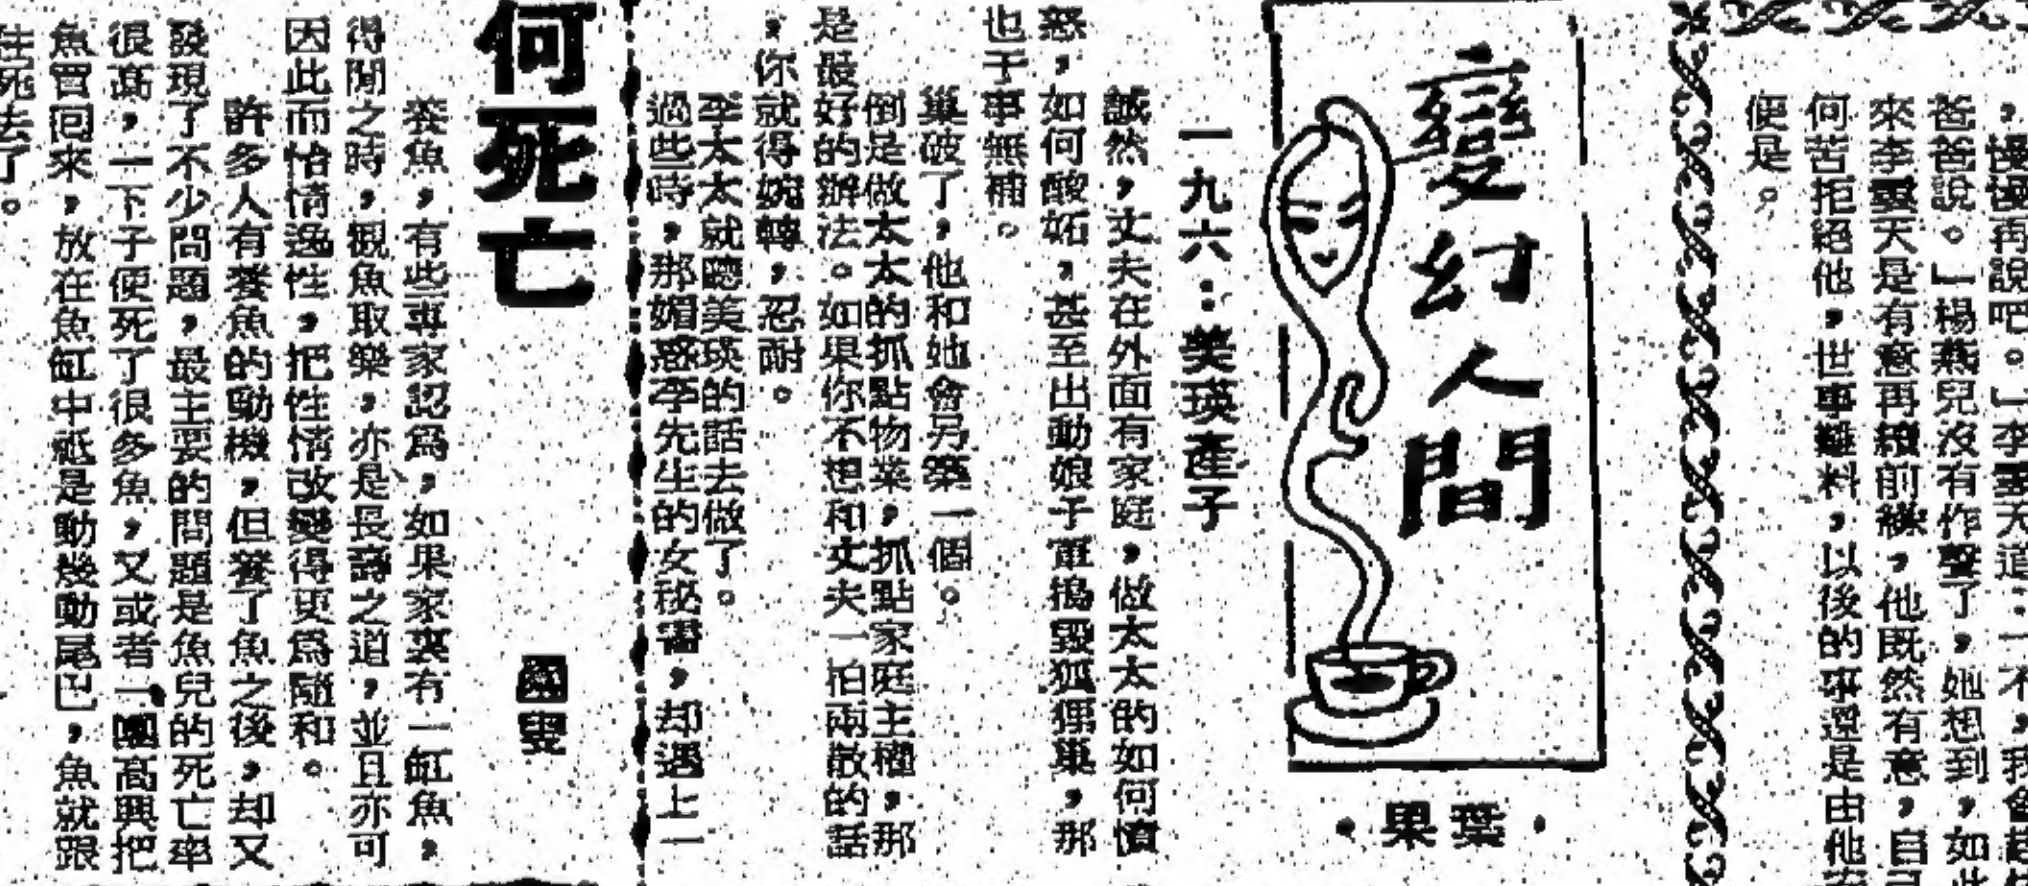 ，慢慢再說吧。」李雲天道：一不，我會
爸爸說。」楊燕兒沒有作聲了，她想到，如此
來李雲天是有意再續前緣，他既然有意，自己
何苦拒絕他，世事難料，以後的事還是由他
便是。
變幻人間
·葉果·
一九六：美瑛產子
誠然，丈夫在外面有家庭，做太太的如何憤
怒，如何酸妬，甚至出動娘子軍搗毀狐狸巢，那
也于事無補。
巢破了，他和她會另築一個。
倒是做太太的抓點物業，抓點家庭主權，那
是最好的辦法。如果你不想和丈夫一拍兩散的話
，你就得婉轉，忍耐。
李太太就聽美瑛的話去做了。
過些時，那媚惑李先生的女秘書，却遇上一
何死亡
叟
養魚，有些專家認爲，如果家裏有一缸魚，
得閒之時，觀魚取樂，亦是長壽之道，並且亦可
因此而怡情逸性，把性情改變得更爲隨和。
許多人有養魚的動機，但養了魚之後，却又
發現了不少問題，最主要的問題是魚兒的死亡率
很高，一下子便死了很多魚，又或者一團高興把
魚買回來，放在魚缸中祗是動幾動尾巴，魚就跟
住死去了。